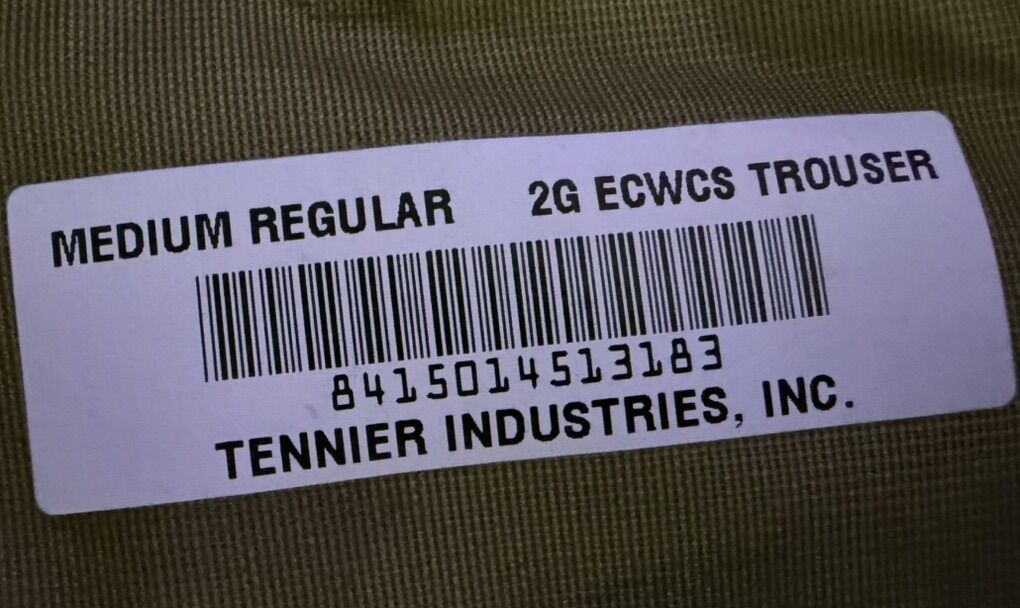 MEDIUM REGULAR 2G ECWCS TROUSER
8415014513183
TENNIER INDUSTRIES, INC.